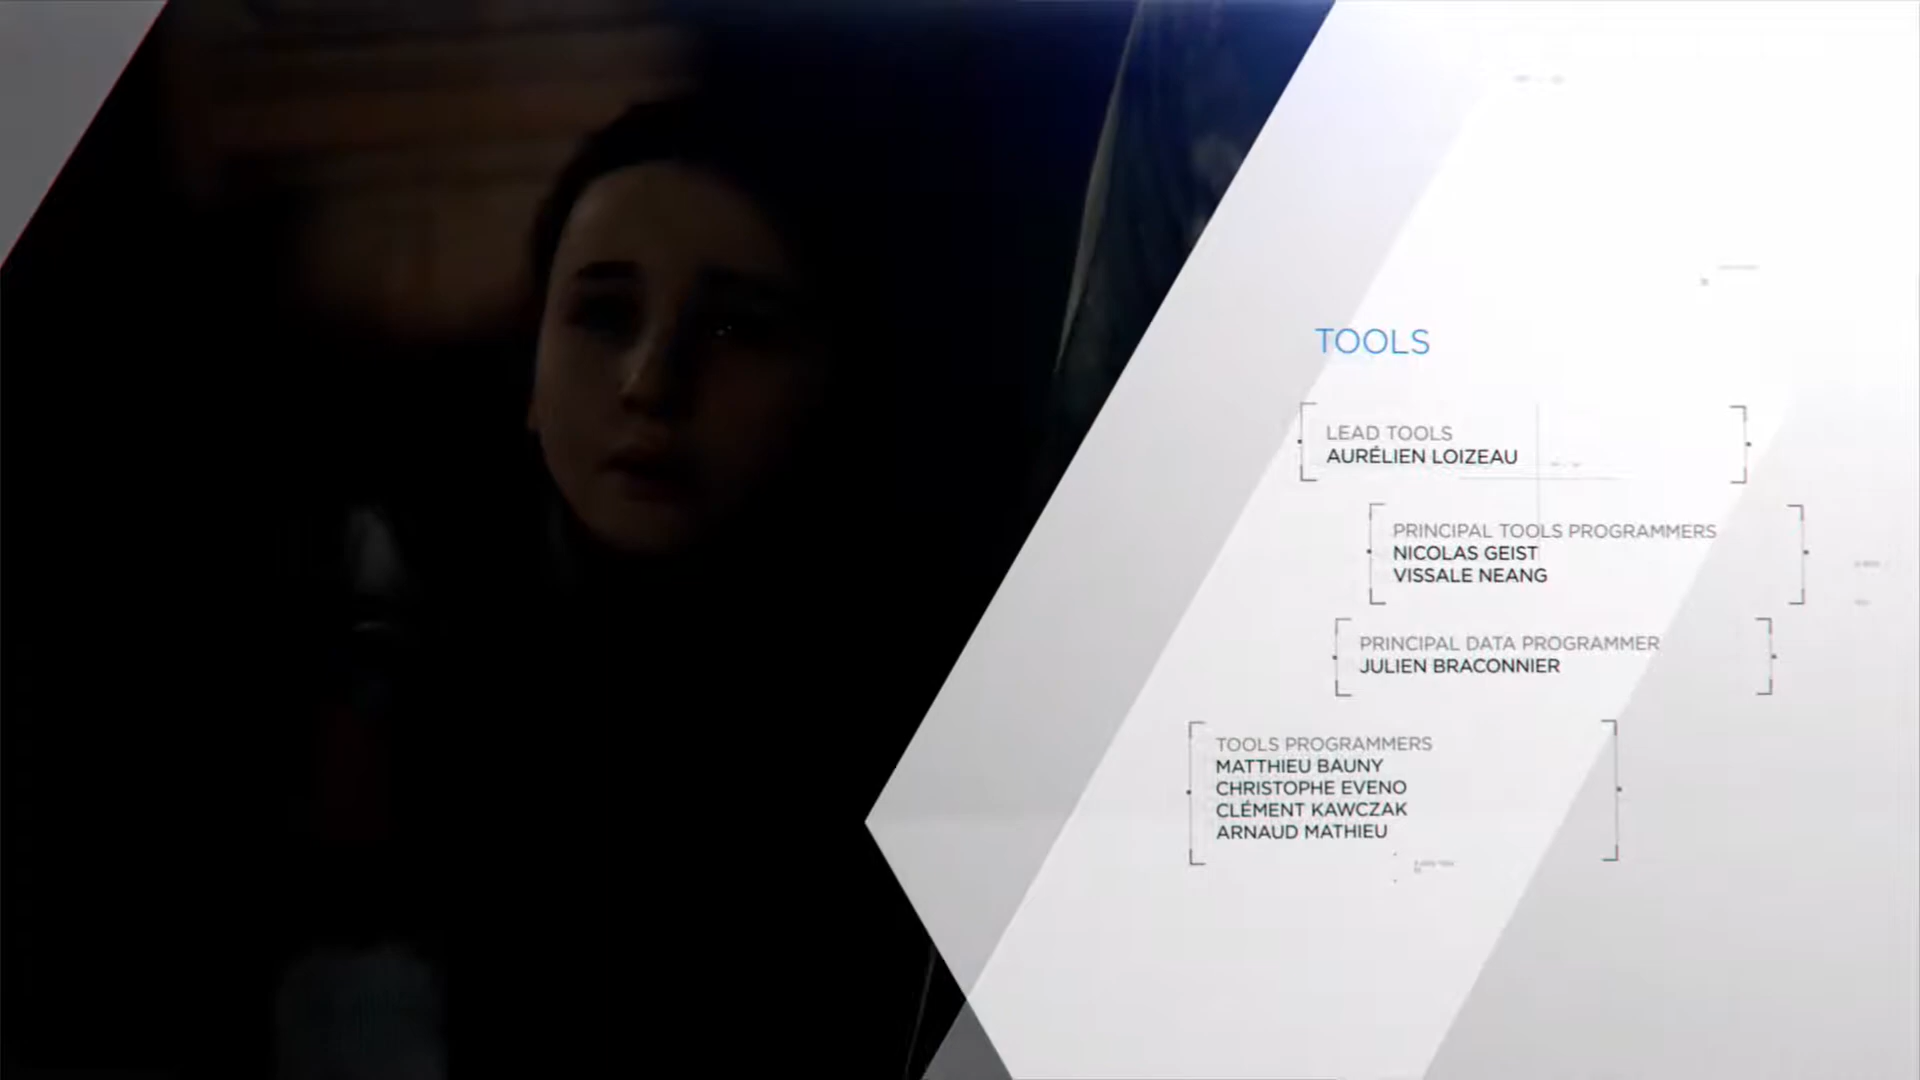 TOOLS
LEAD TOOLS
AURÉLIEN LOIZEAU
PRINCIPAL TOOLS PROGRAMMERS
NICOLAS GEIST
VISSALE NEANG
PRINCIPAL DATA PROGRAMMER
JULIEN BRACONNIER
TOOLS PROGRAMMERS
MATTHIEU BAUNY
CHRISTOPHE EVENO
CLÉMENT KAWCZAK
ARNAUD MATHIEU